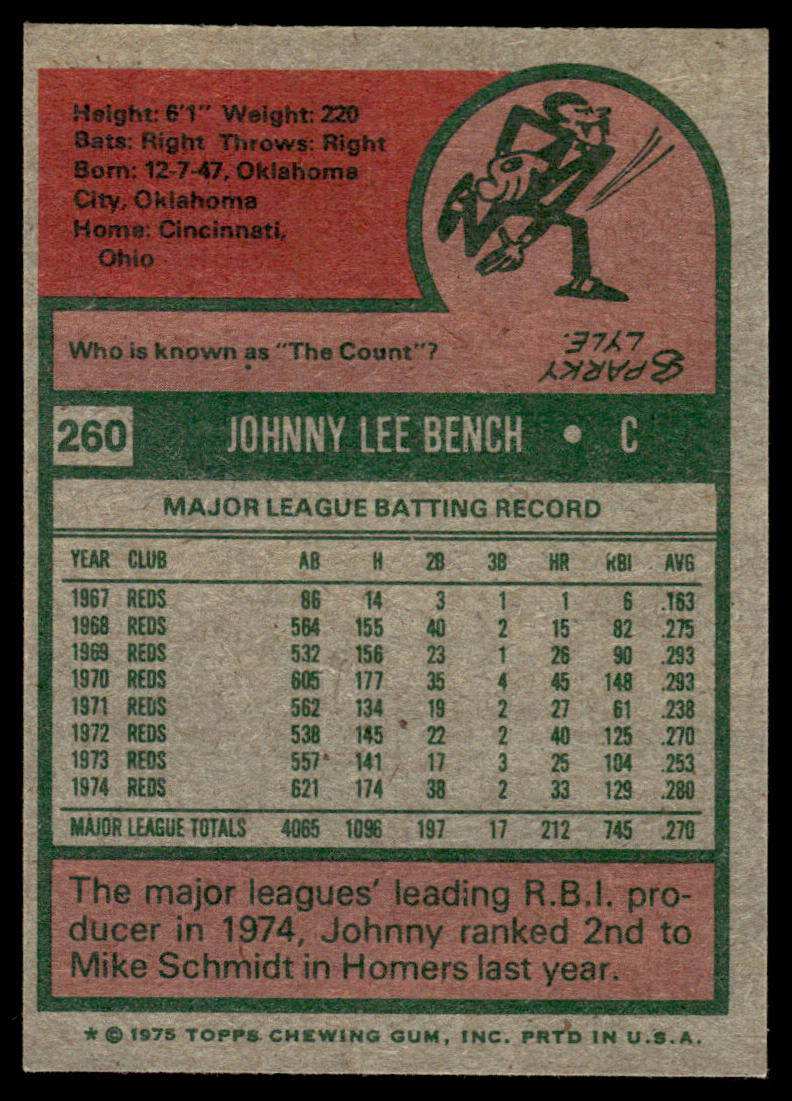 Height: 6'1" Weight: 220
Bats: Right Throws: Right
Born: 12-7-47, Oklahoma
City, Oklahoma
Home: Cincinnati,
Ohio
Who is known as "The Count"?
SPARKY
LYLE.
260 JOHNNY LEE BENCH • C
MAJOR LEAGUE BATTING RECORD
YEAR CLUB AB H 2B 3B HR RBI AVG
1967 REDS 86 14 3 1 1 6 .163
1968 REDS 564 155 40 2 15 82 .275
1969 REDS 532 156 23 1 26 90 .293
1970 REDS 605 177 35 4 45 148 .293
1971 REDS 562 134 19 2 27 61 .238
1972 REDS 538 145 22 2 40 125 .270
1973 REDS 557 141 17 3 25 104 .253
1974 REDS 621 174 38 2 33 129 .280
MAJOR LEAGUE TOTALS 4065 1096 197 17 212 745 .270
The major leagues' leading R.B.I. pro-
ducer in 1974, Johnny ranked 2nd to
Mike Schmidt in Homers last year.
* © 1975 TOPPS CHEWING GUM, INC. PRTD IN U.S.A.